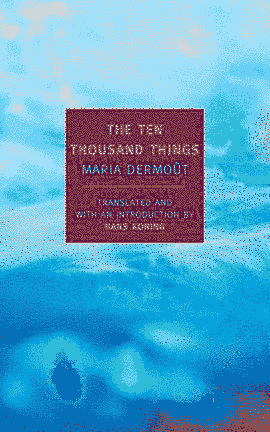 THE TEN
THOUSAND THINGS
MARIA DERMOÛT
TRANSLATED AND
WITH AN INTRODUCTION BY
HANS KONING